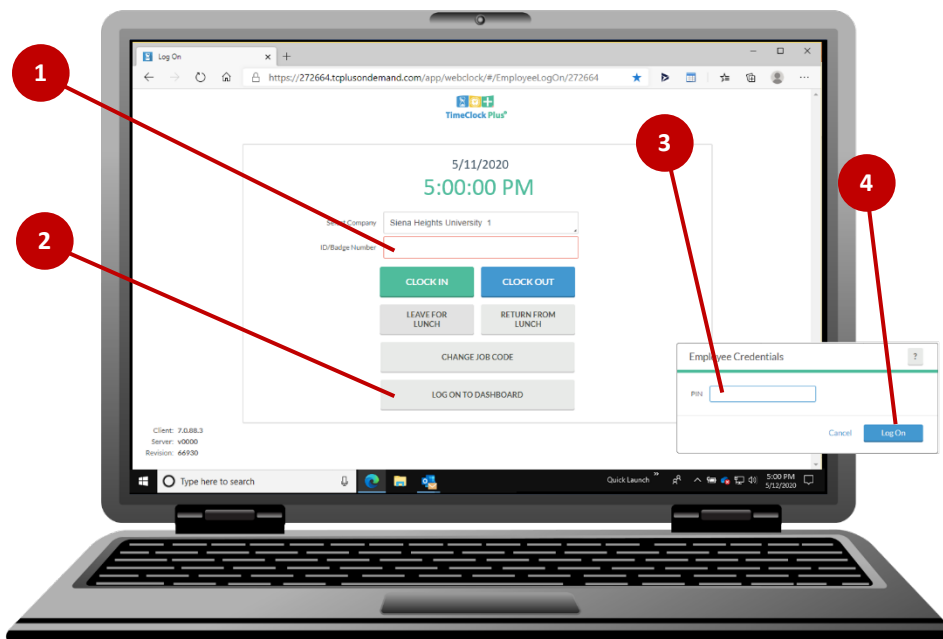 Log On
https://272664.tcplusondemand.com/app/webclock/#/EmployeeLogOn/272664
TimeClock Plus®
5/11/2020
5:00:00 PM
Select Company
Siena Heights University 1
ID/Badge Number
CLOCK IN
CLOCK OUT
LEAVE FOR
LUNCH
RETURN FROM
LUNCH
CHANGE JOB CODE
LOG ON TO DASHBOARD
Client: 7.0.88.3
Server: v0000
Revision: 66930
Employee Credentials
?
PIN
Cancel
Log On
Type here to search
Quick Launch
5:00 PM
5/12/2020
1
2
3
4